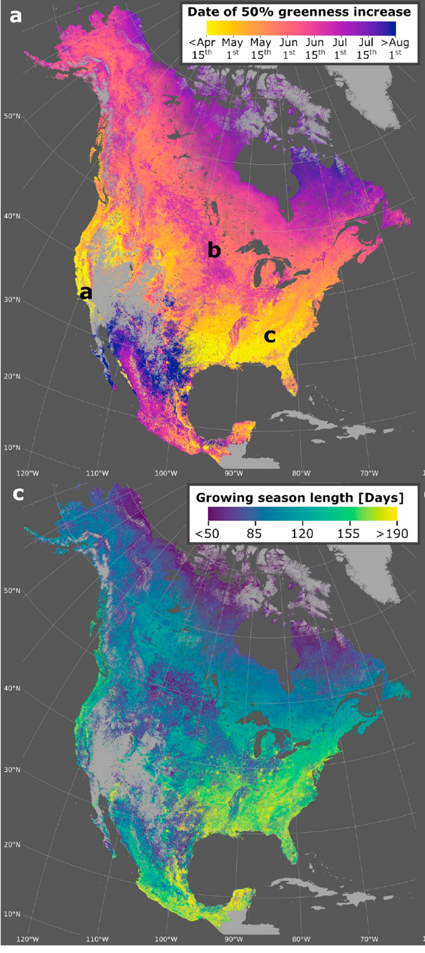 a
Date of 50% greenness increase
<Apr May May Jun Jun Jul Jul >Aug
15th 1st 15th 1st 15th 1st 15th 1st
50°N
40°N
b
a
30°N
c
20°N
10°N
120°W 110°W 100°W 90°W 80°W 70°W
c
Growing season length [Days]
<50 85 120 155 >190
50°N
40°N
30°N
20°N
10°N
120°W 110°W 100°W 90°W 80°W 70°W